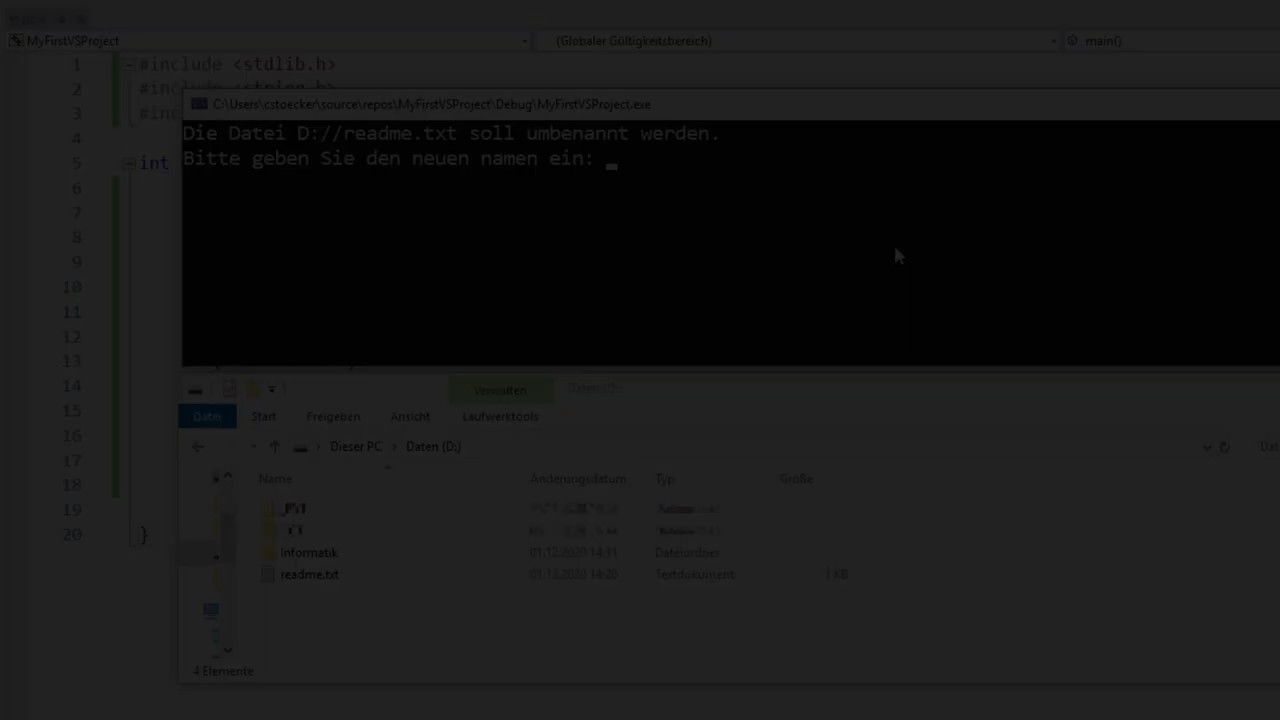 MyFirstVSProject (Globaler Gültigkeitsbereich) main()
1 #include <stdlib.h>
2 #include <string.h>
3 #inc
4
5 int
6
7
8
9
10
11
12
13
14
15
16
17
18
19
20 }
C:\Users\cstoecker\source\repos\MyFirstVSProject\Debug\MyFirstVSProject.exe
Die Datei D://readme.txt soll umbenannt werden.
Bitte geben Sie den neuen namen ein:
Verwalten Daten (D:)
Datei Start Freigeben Ansicht Laufwerktools
Dieser PC Daten (D:)
Name Änderungsdatum Typ Größe
Informatik 01.12.2020 14:31 Dateiordner
readme.txt 01.12.2020 14:20 Textdokument 1 KB
4 Elemente